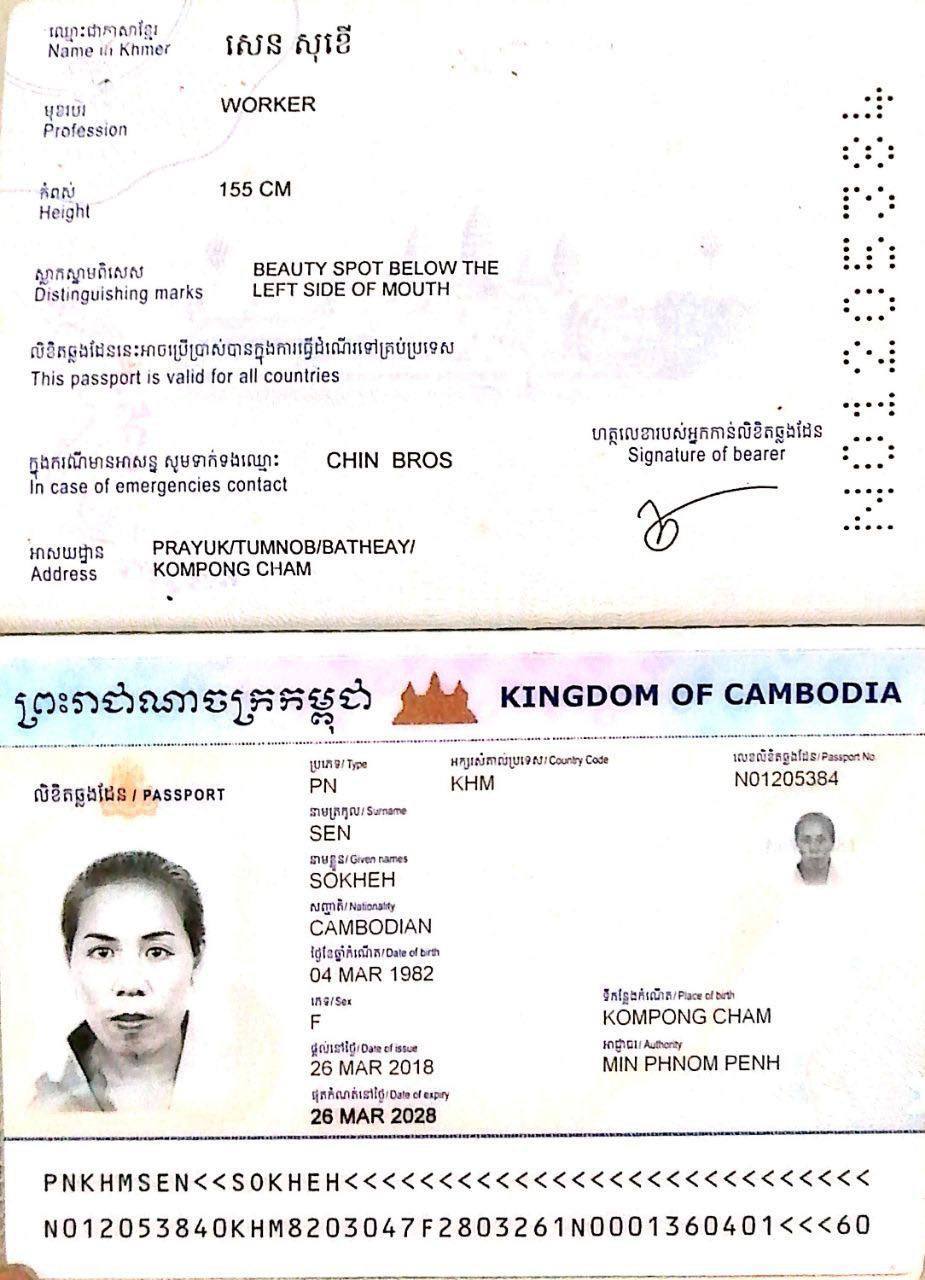 ឈ្មោះជាភាសាខ្មែរ
Name in Khmer
សេន សុខើ
មុខរបរ
Profession
WORKER
កំពស់
Height
155 CM
ស្លាកស្នាមពិសេស
Distinguishing marks
BEAUTY SPOT BELOW THE
LEFT SIDE OF MOUTH
លិខិតឆ្លងដែននេះអាចប្រើប្រាស់បានក្នុងការធ្វើដំណើរទៅគ្រប់ប្រទេស
This passport is valid for all countries
ក្នុងករណីមានអាសន្ន សូមទាក់ទងឈ្មោះ
In case of emergencies contact
CHIN BROS
ហត្ថលេខារបស់អ្នកកាន់លិខិតឆ្លងដែន
Signature of bearer
អាសយដ្ឋាន
Address
PRAYUK/TUMNOB/BATHEAY/
KOMPONG CHAM
N01205384
ព្រះរាជាណាចក្រកម្ពុជា
KINGDOM OF CAMBODIA
លិខិតឆ្លងដែន / PASSPORT
ប្រភេទ/ Type
PN
អក្សរសំគាល់ប្រទេស/ Country Code
KHM
លេខលិខិតឆ្លងដែន/ Passport No
N01205384
នាមត្រកូល/ Surname
SEN
នាមខ្លួន/ Given names
SOKHEH
សញ្ជាតិ/ Nationality
CAMBODIAN
ថ្ងៃខែឆ្នាំកំណើត/ Date of birth
04 MAR 1982
ភេទ/ Sex
F
ទីកន្លែងកំណើត/ Place of birth
KOMPONG CHAM
ផ្តល់នៅថ្ងៃ/ Date of issue
26 MAR 2018
អាជ្ញាធរ/ Authority
MIN PHNOM PENH
ផុតកំណត់នៅថ្ងៃ/ Date of expiry
26 MAR 2028
PNKHMSEN<<SOKHEH<<<<<<<<<<<<<<<<<<<<<<<<<<<<
N012053840KHM8203047F2803261N0001360401<<<60